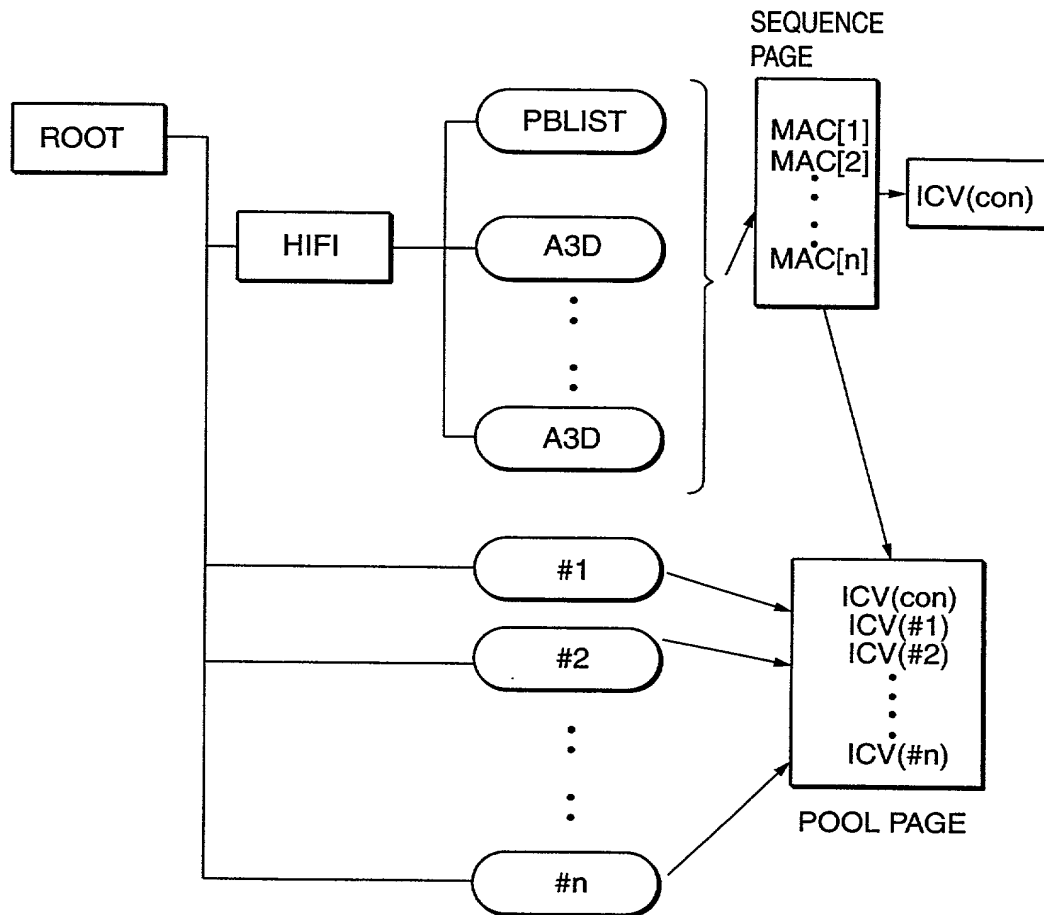 SEQUENCE
PAGE
ROOT
HIFI
PBLIST
A3D
A3D
MAC[1]
MAC[2]
MAC[n]
ICV(con)
#1
#2
#n
ICV(con)
ICV(#1)
ICV(#2)
ICV(#n)
POOL PAGE